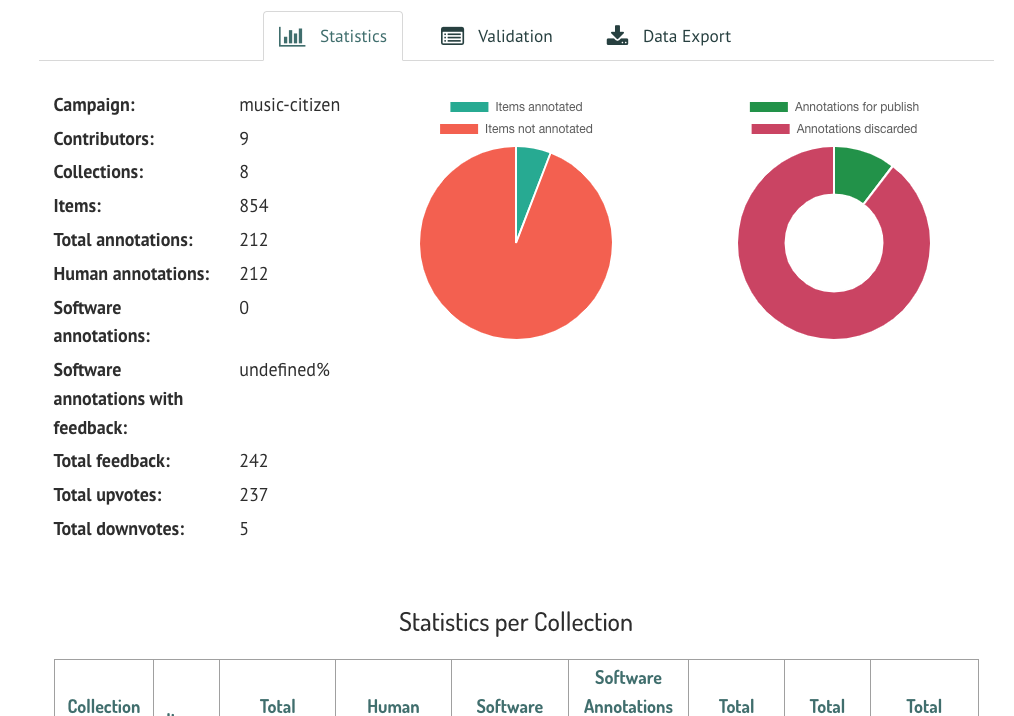 Statistics
Validation
Data Export
Campaign: music-citizen
Contributors: 9
Collections: 8
Items: 854
Total annotations: 212
Human annotations: 212
Software 0
annotations:
Software undefined%
annotations with
feedback:
Total feedback: 242
Total upvotes: 237
Total downvotes: 5
Items annotated
Items not annotated
Annotations for publish
Annotations discarded
Statistics per Collection
Software
Collection Total Human Software Annotations Total Total Total